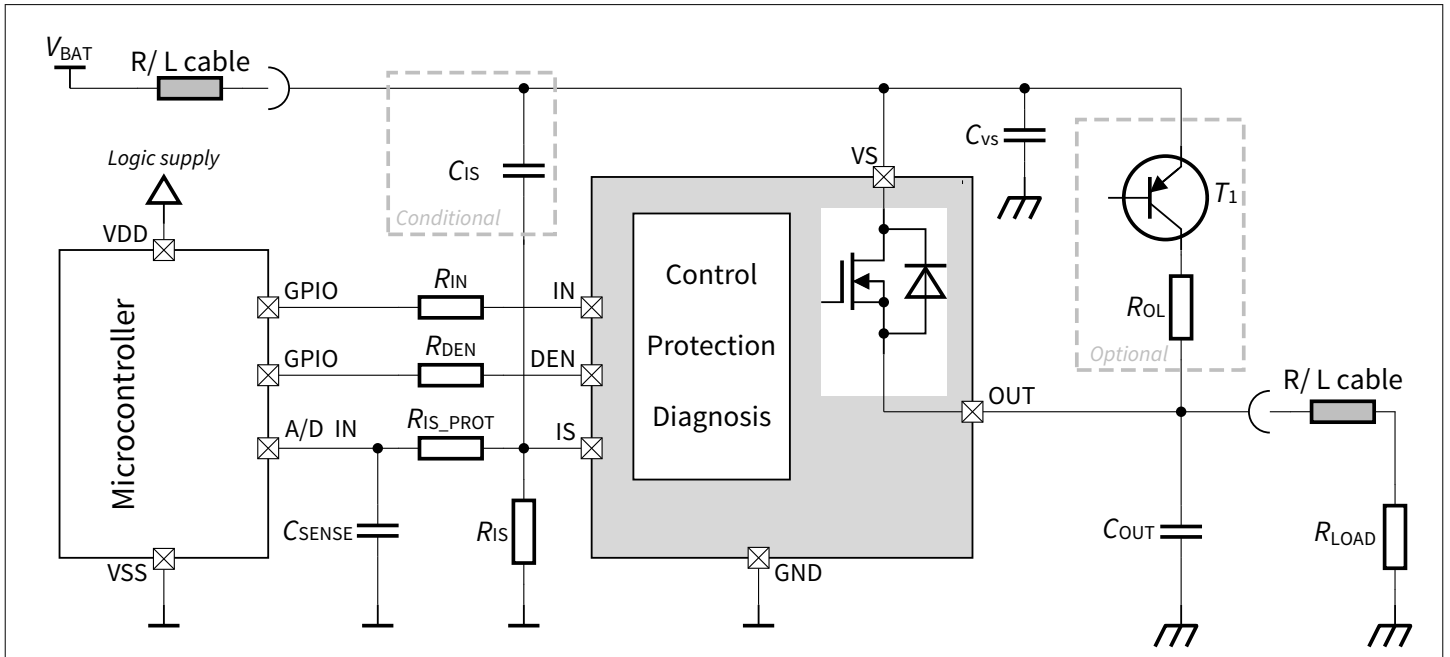 VBAT
R/ L cable
Logic supply
VDD
Microcontroller
GPIO
GPIO
A/D IN
VSS
CIS
Conditional
RIN
RDEN
RIS_PROT
CSENSE
RIS
IN
DEN
IS
VS
Control
Protection
Diagnosis
GND
OUT
Cvs
T1
ROL
Optional
R/ L cable
COUT
RLOAD